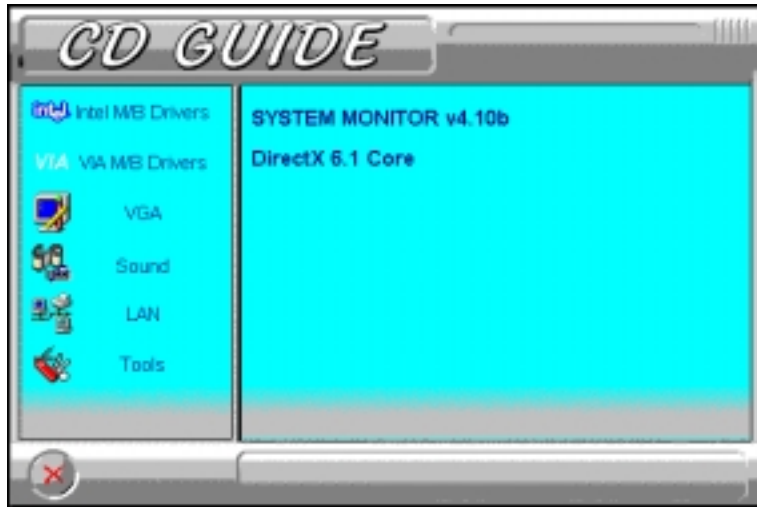 CD GUIDE
intel Intel M/B Drivers
VIA VIA M/B Drivers
VGA
Sound
LAN
Tools
SYSTEM MONITOR v4.10b
DirectX 6.1 Core